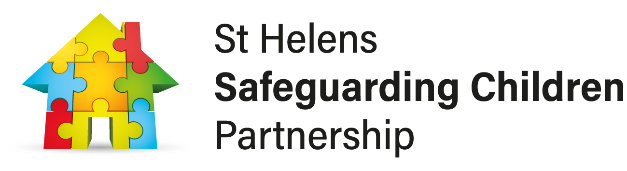 St Helens
Safeguarding Children
Partnership